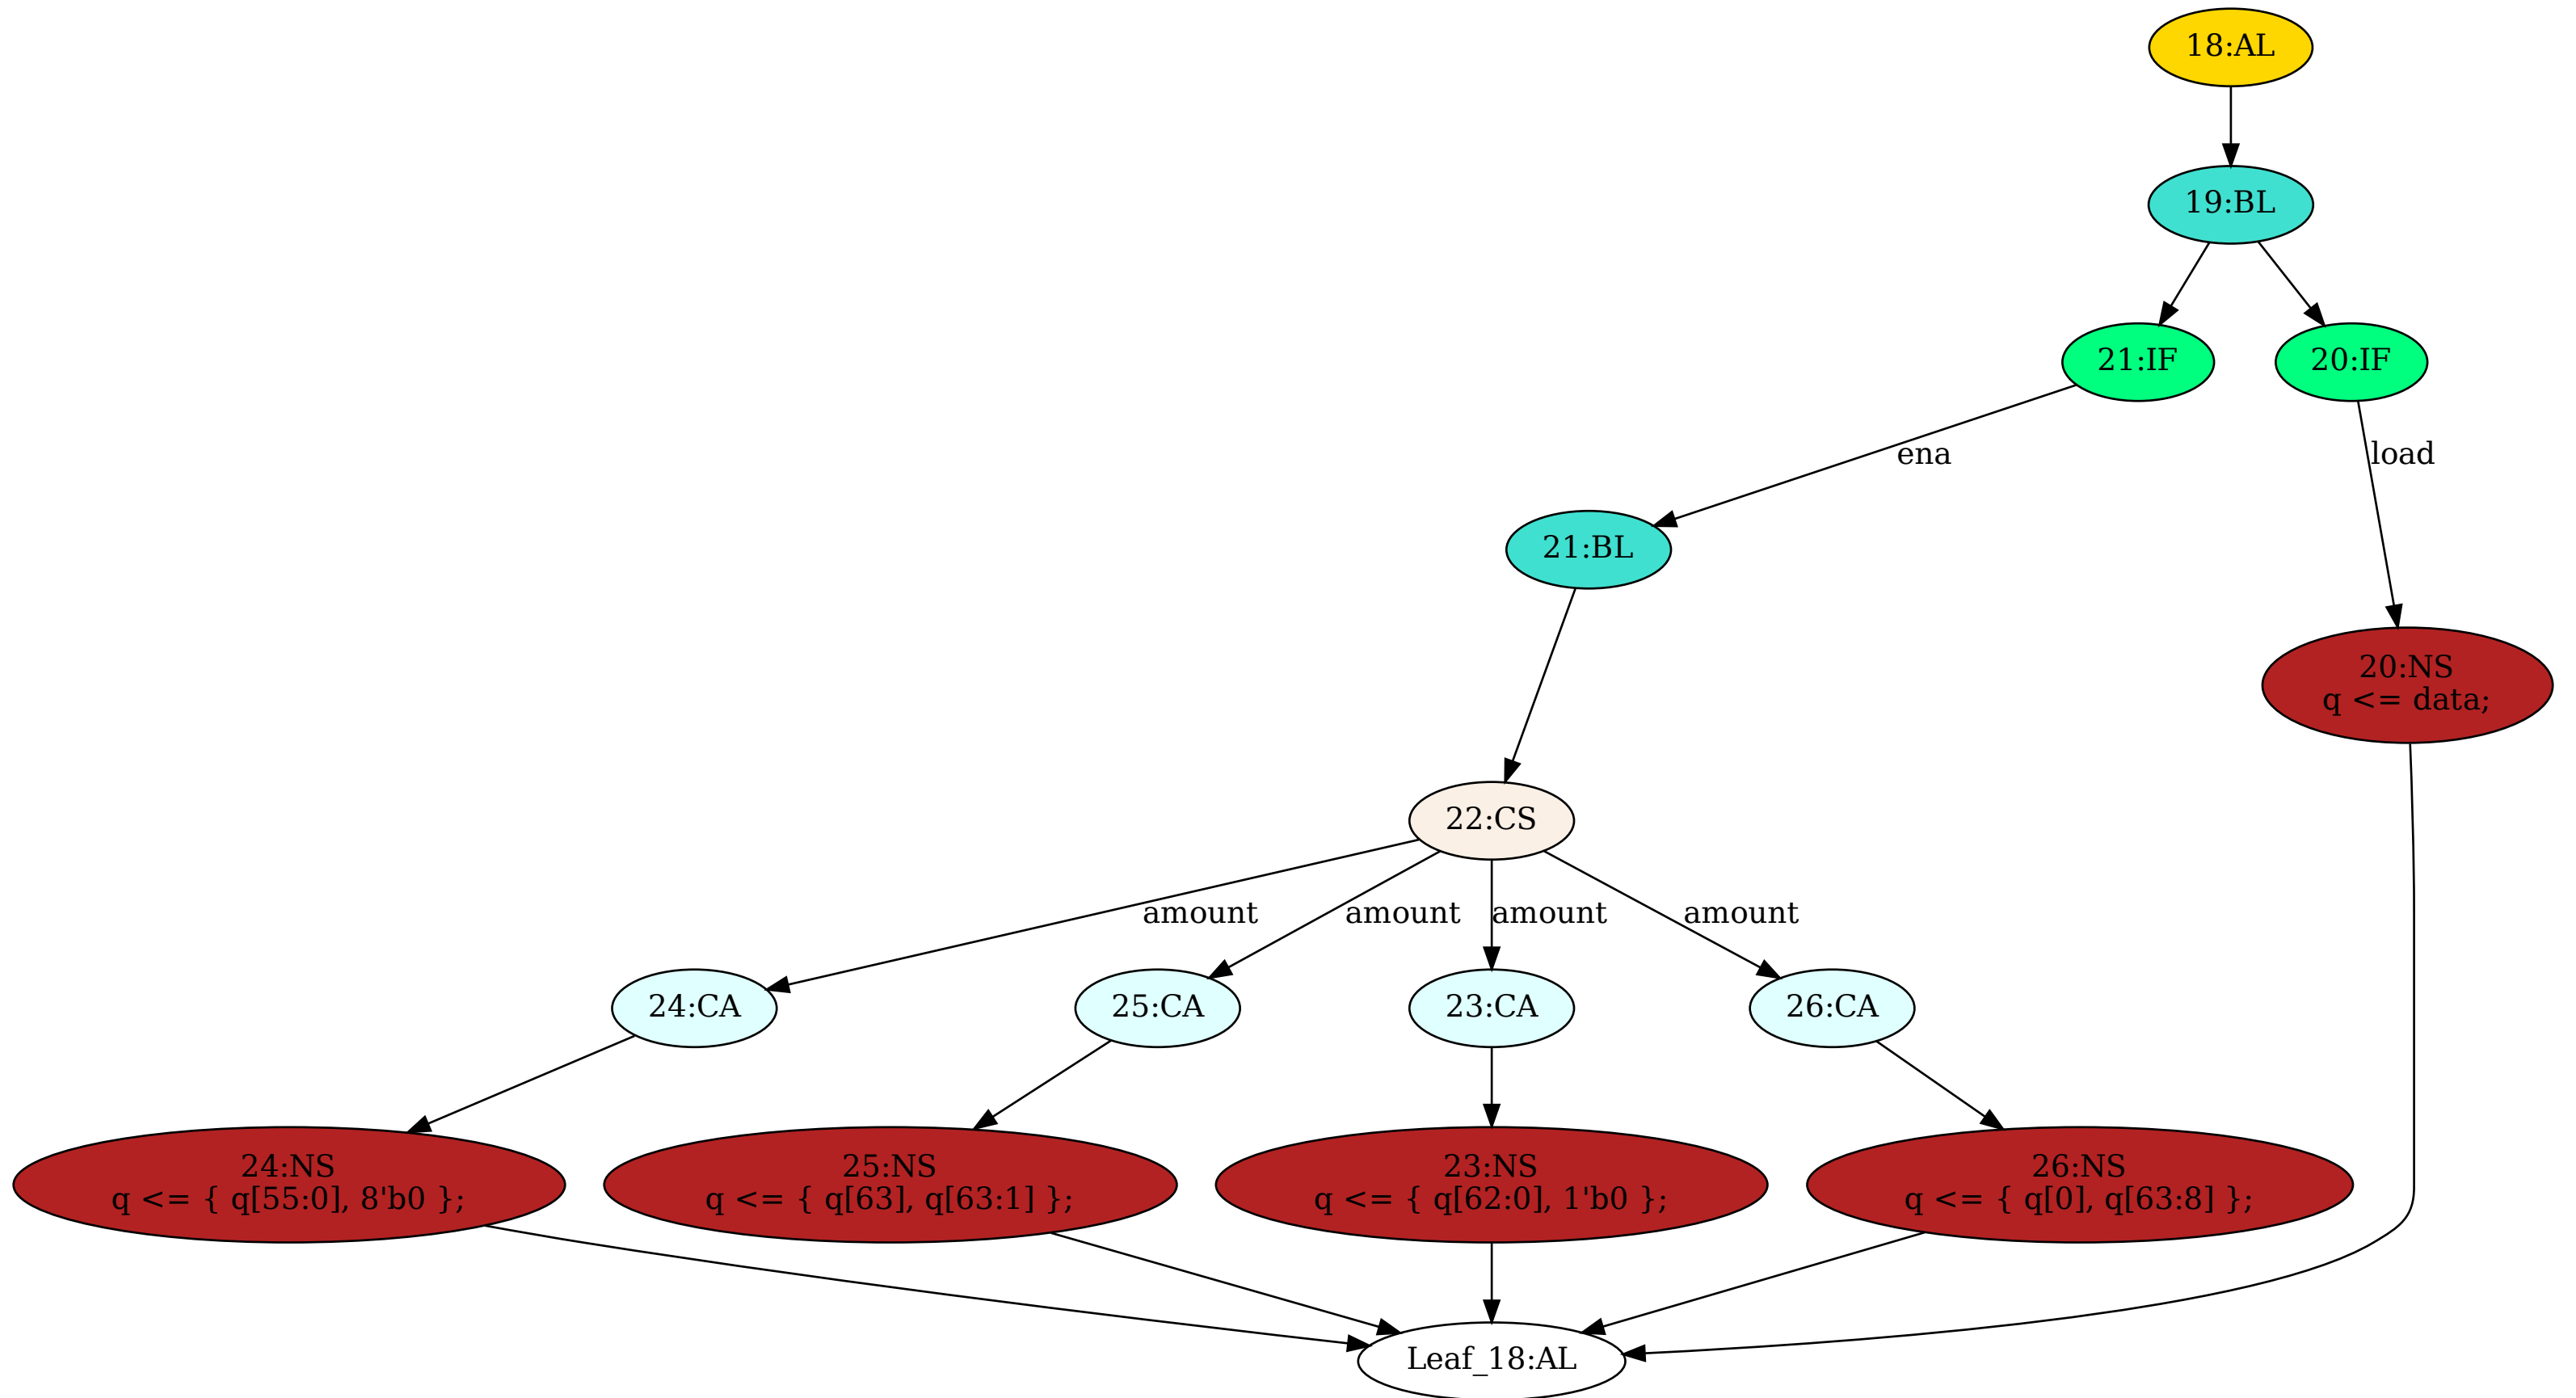 18:AL
19:BL
21:IF
20:IF
ena
load
21:BL
20:NS
q <= data;
22:CS
amount
amount
amount
amount
24:CA
25:CA
23:CA
26:CA
24:NS
q <= { q[55:0], 8'b0 };
25:NS
q <= { q[63], q[63:1] };
23:NS
q <= { q[62:0], 1'b0 };
26:NS
q <= { q[0], q[63:8] };
Leaf_18:AL